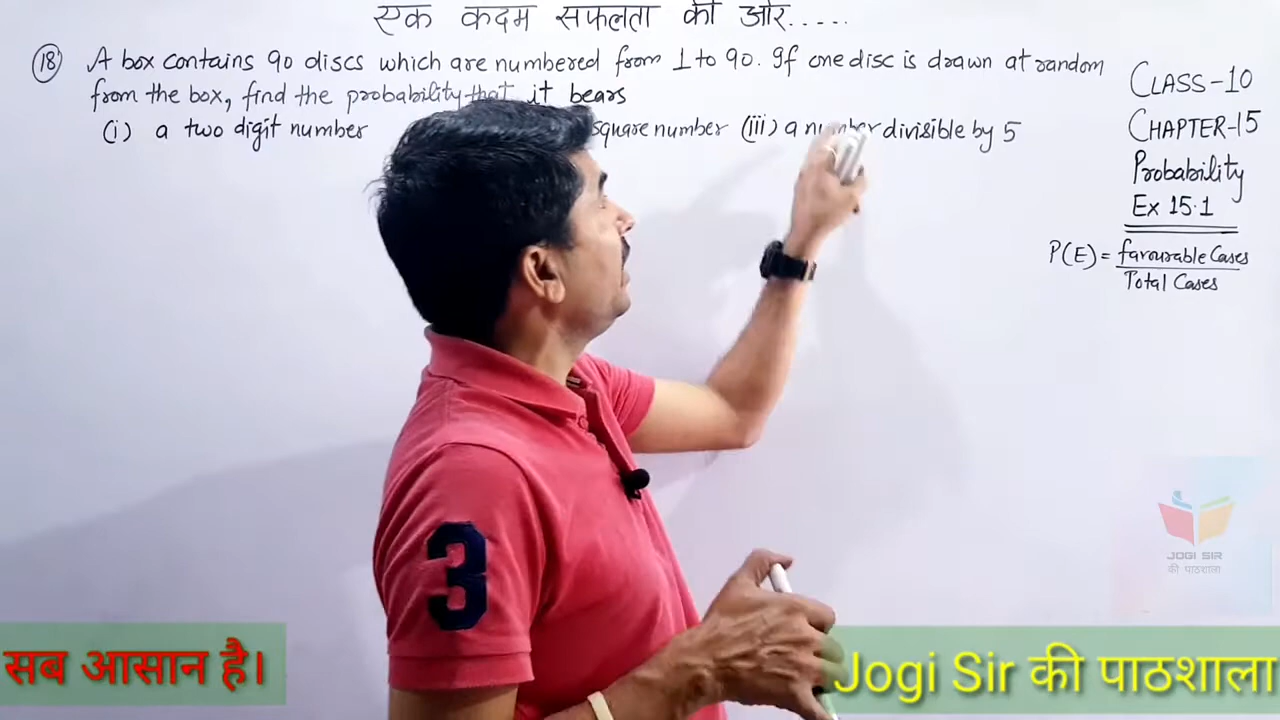 एक कदम सफलता की ओर.....
18 A box contains 90 discs which are numbered from 1 to 90. If one disc is drawn at random
from the box, find the probability that it bears
(i) a two digit number square number (iii) a number divisible by 5
CLASS-10
CHAPTER-15
Probability
Ex 15.1
P(E) = favourable Cases
Total Cases
3
JOGI SIR
की पाठशाला
सब आसान है।
Jogi Sir की पाठशाला